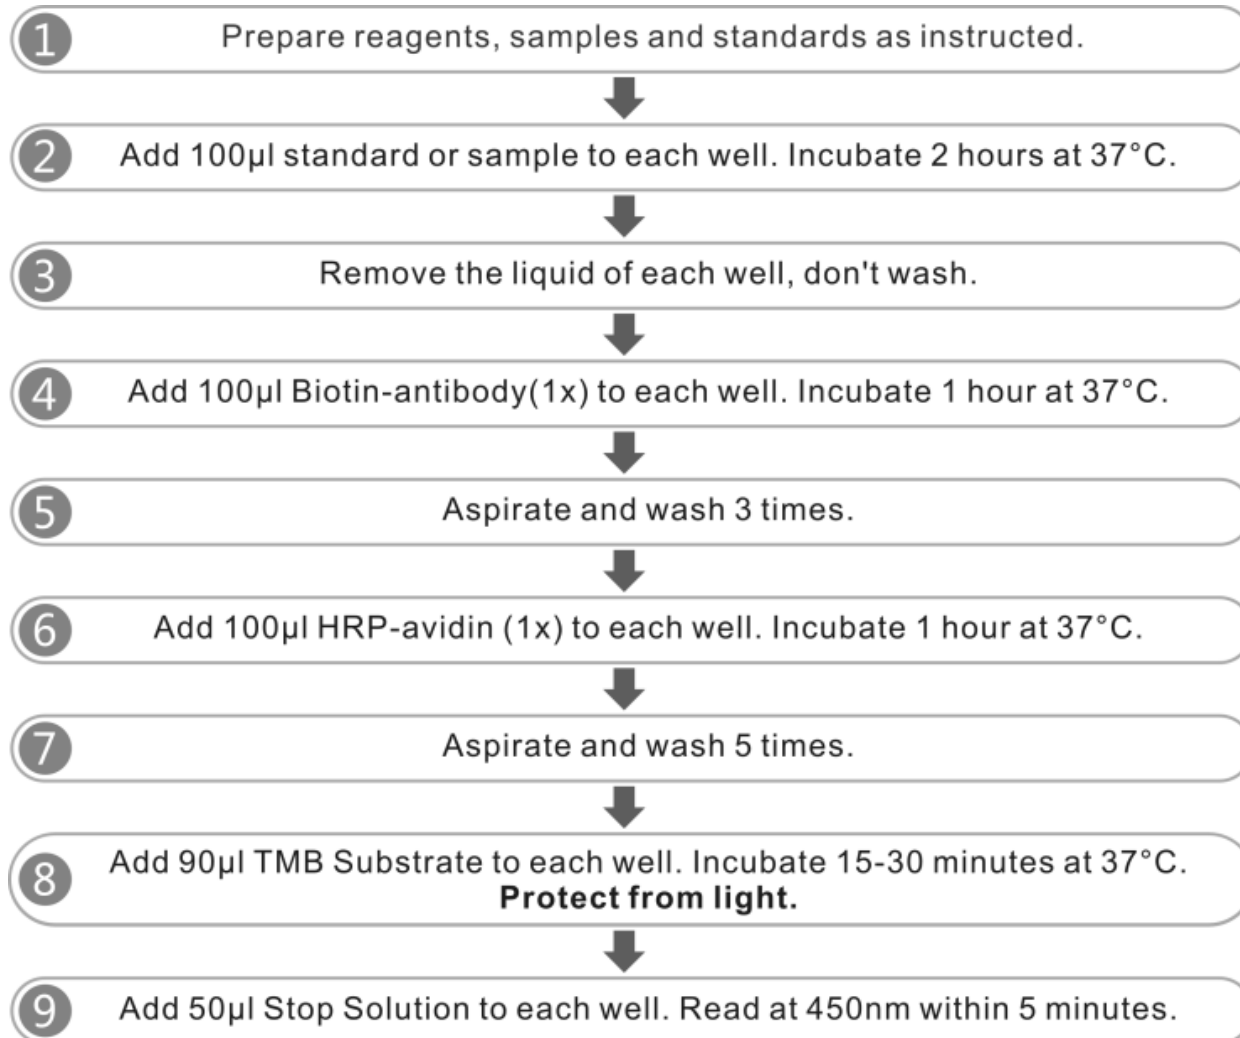 1 Prepare reagents, samples and standards as instructed.
2 Add 100µl standard or sample to each well. Incubate 2 hours at 37°C.
3 Remove the liquid of each well, don't wash.
4 Add 100µl Biotin-antibody(1x) to each well. Incubate 1 hour at 37°C.
5 Aspirate and wash 3 times.
6 Add 100µl HRP-avidin (1x) to each well. Incubate 1 hour at 37°C.
7 Aspirate and wash 5 times.
8 Add 90µl TMB Substrate to each well. Incubate 15-30 minutes at 37°C.
Protect from light.
9 Add 50µl Stop Solution to each well. Read at 450nm within 5 minutes.